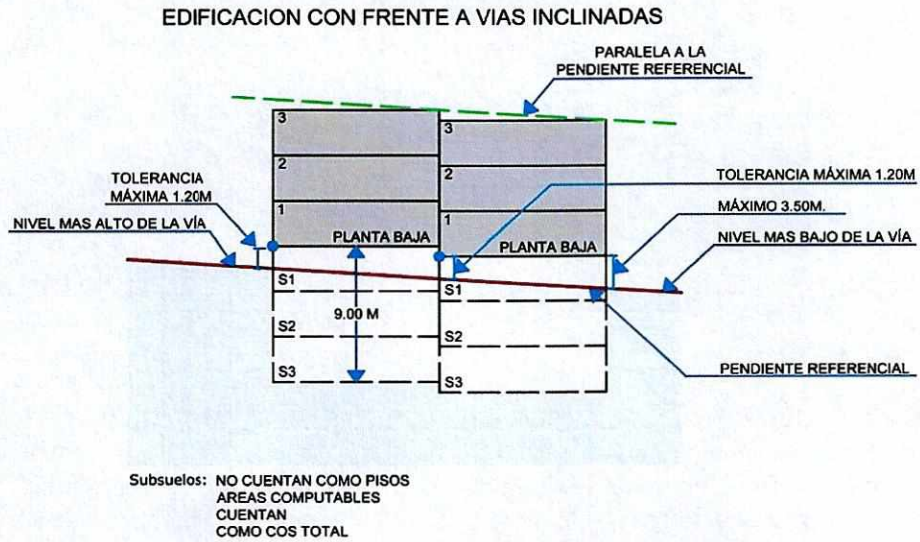 EDIFICACION CON FRENTE A VIAS INCLINADAS
PARALELA A LA
PENDIENTE REFERENCIAL
3
3
2
2
TOLERANCIA
MÁXIMA 1.20M
TOLERANCIA MÁXIMA 1.20M
1
1
MÁXIMO 3.50M.
NIVEL MAS ALTO DE LA VÍA
PLANTA BAJA
PLANTA BAJA
NIVEL MAS BAJO DE LA VÍA
S1
S1
9.00 M
S2
S2
S3
S3
PENDIENTE REFERENCIAL
Subsuelos: NO CUENTAN COMO PISOS
AREAS COMPUTABLES
CUENTAN
COMO COS TOTAL